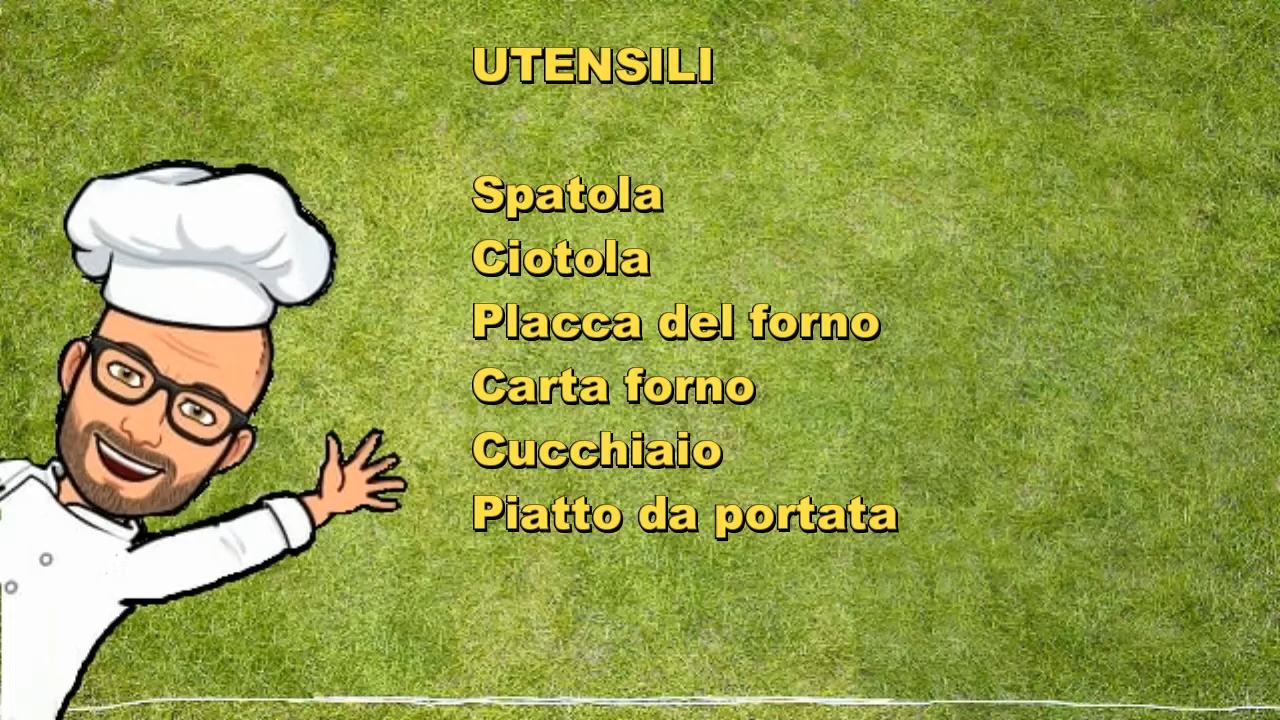 UTENSILI
Spatola
Ciotola
Placca del forno
Carta forno
Cucchiaio
Piatto da portata